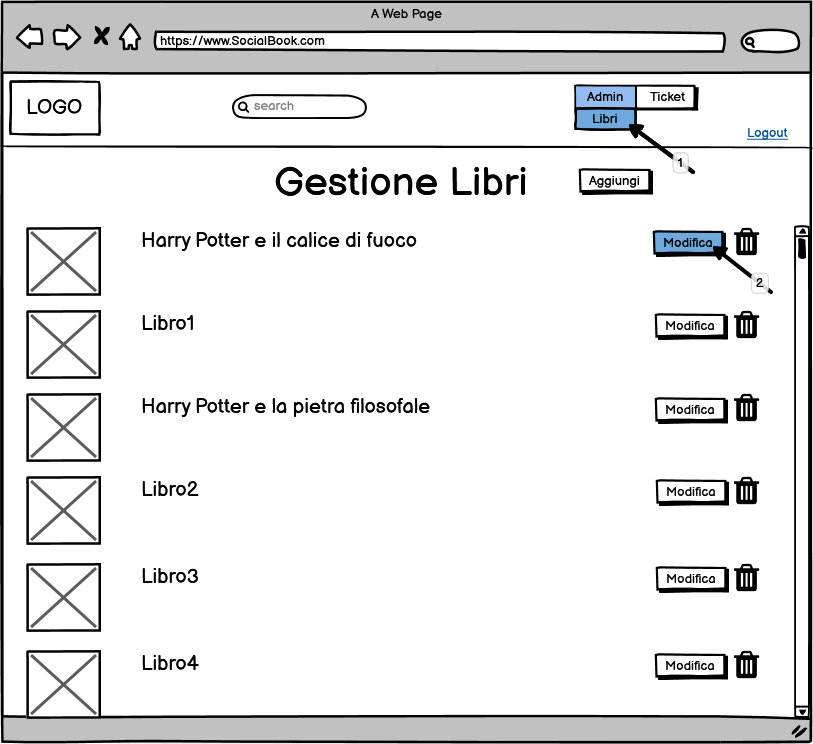 A Web Page
https://www.SocialBook.com
LOGO
search
Admin
Ticket
Libri
Logout
1
Gestione Libri
Aggiungi
Harry Potter e il calice di fuoco
Modifica
2
Libro1
Modifica
Harry Potter e la pietra filosofale
Modifica
Libro2
Modifica
Libro3
Modifica
Libro4
Modifica